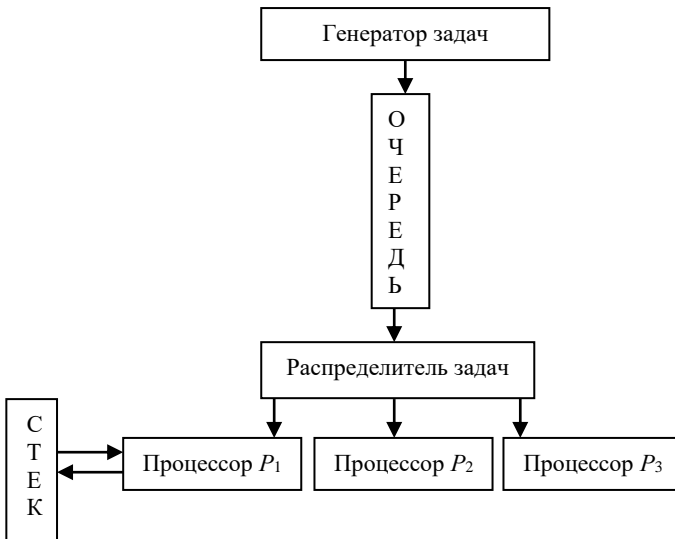 Генератор задач
О
Ч
Е
Р
Е
Д
Ь
Распределитель задач
С
Т
Е
К
Процессор P1
Процессор P2
Процессор P3